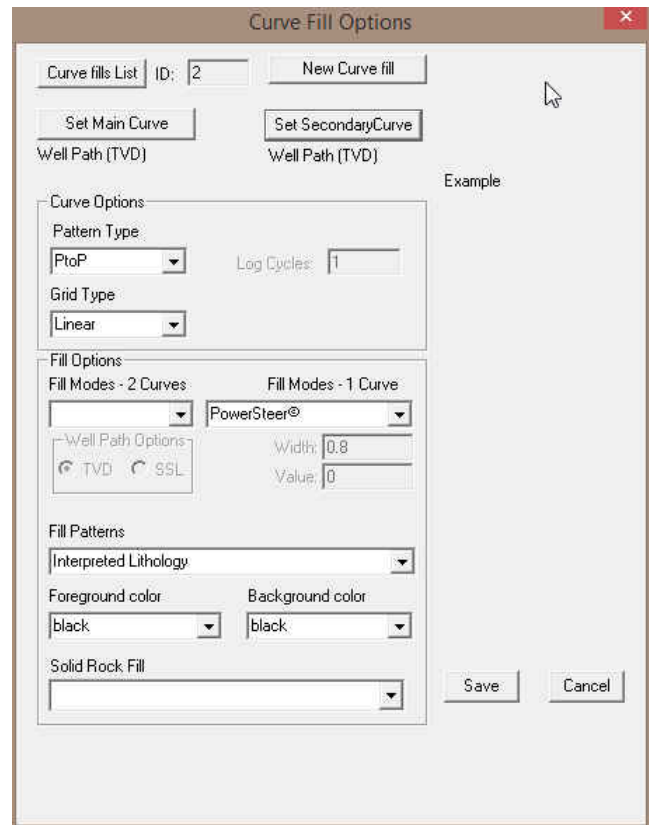 Curve Fill Options
Curve fills List ID: 2 New Curve fill
Set Main Curve Set SecondaryCurve
Well Path (TVD) Well Path (TVD)
Example
Curve Options
Pattern Type
PtoP Log Cycles: 1
Grid Type
Linear
Fill Options
Fill Modes - 2 Curves Fill Modes - 1 Curve
PowerSteer©
Well Path Options Width: 0.8
TVD SSL Value: 0
Fill Patterns
Interpreted Lithology
Foreground color Background color
black black
Solid Rock Fill
Save Cancel